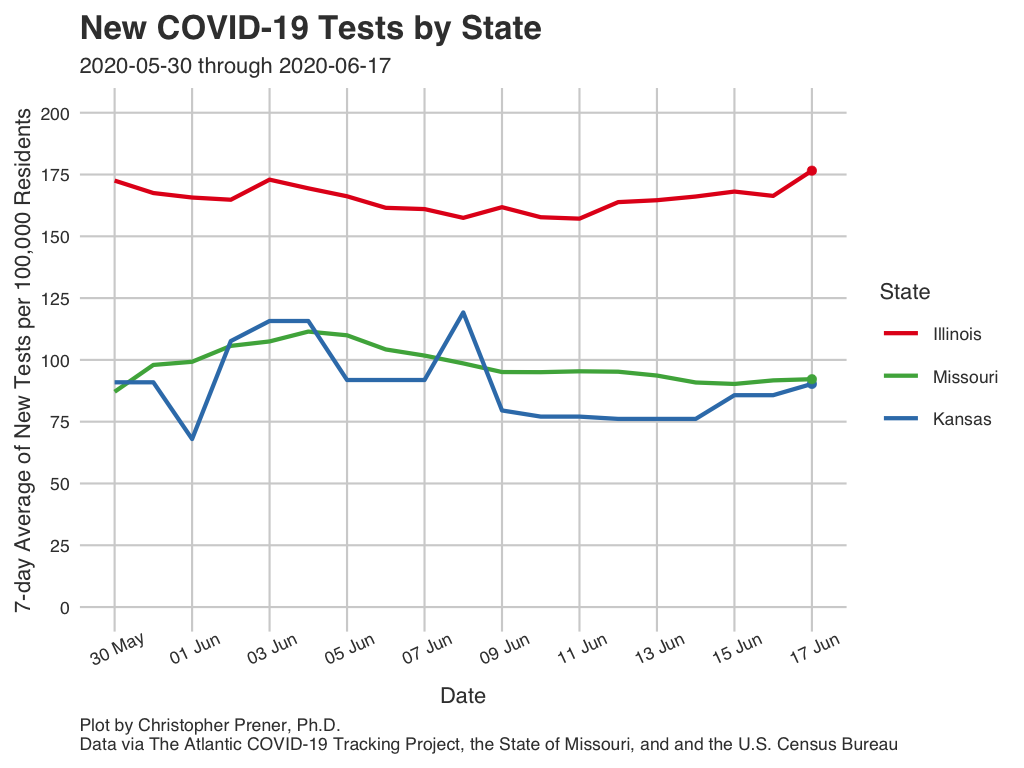 New COVID-19 Tests by State
2020-05-30 through 2020-06-17
7-day Average of New Tests per 100,000 Residents
200
175
150
125
100
75
50
25
0
30 May
01 Jun
03 Jun
05 Jun
07 Jun
09 Jun
11 Jun
13 Jun
15 Jun
17 Jun
Date
State
Illinois
Missouri
Kansas
Plot by Christopher Prener, Ph.D.
Data via The Atlantic COVID-19 Tracking Project, the State of Missouri, and and the U.S. Census Bureau